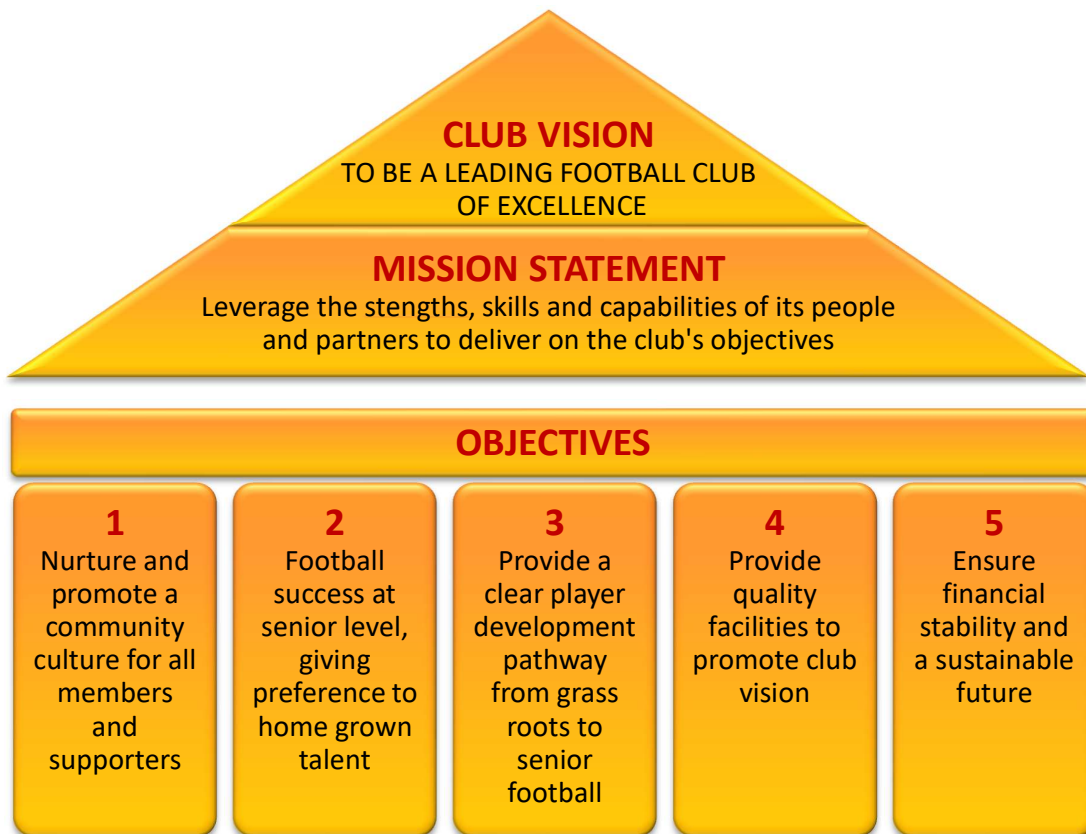 CLUB VISION
TO BE A LEADING FOOTBALL CLUB
OF EXCELLENCE
MISSION STATEMENT
Leverage the stengths, skills and capabilities of its people
and partners to deliver on the club's objectives
OBJECTIVES
1
Nurture and
promote a
community
culture for all
members
and
supporters
2
Football
success at
senior level,
giving
preference to
home grown
talent
3
Provide a
clear player
development
pathway
from grass
roots to
senior
football
4
Provide
quality
facilities to
promote club
vision
5
Ensure
financial
stability and
a sustainable
future